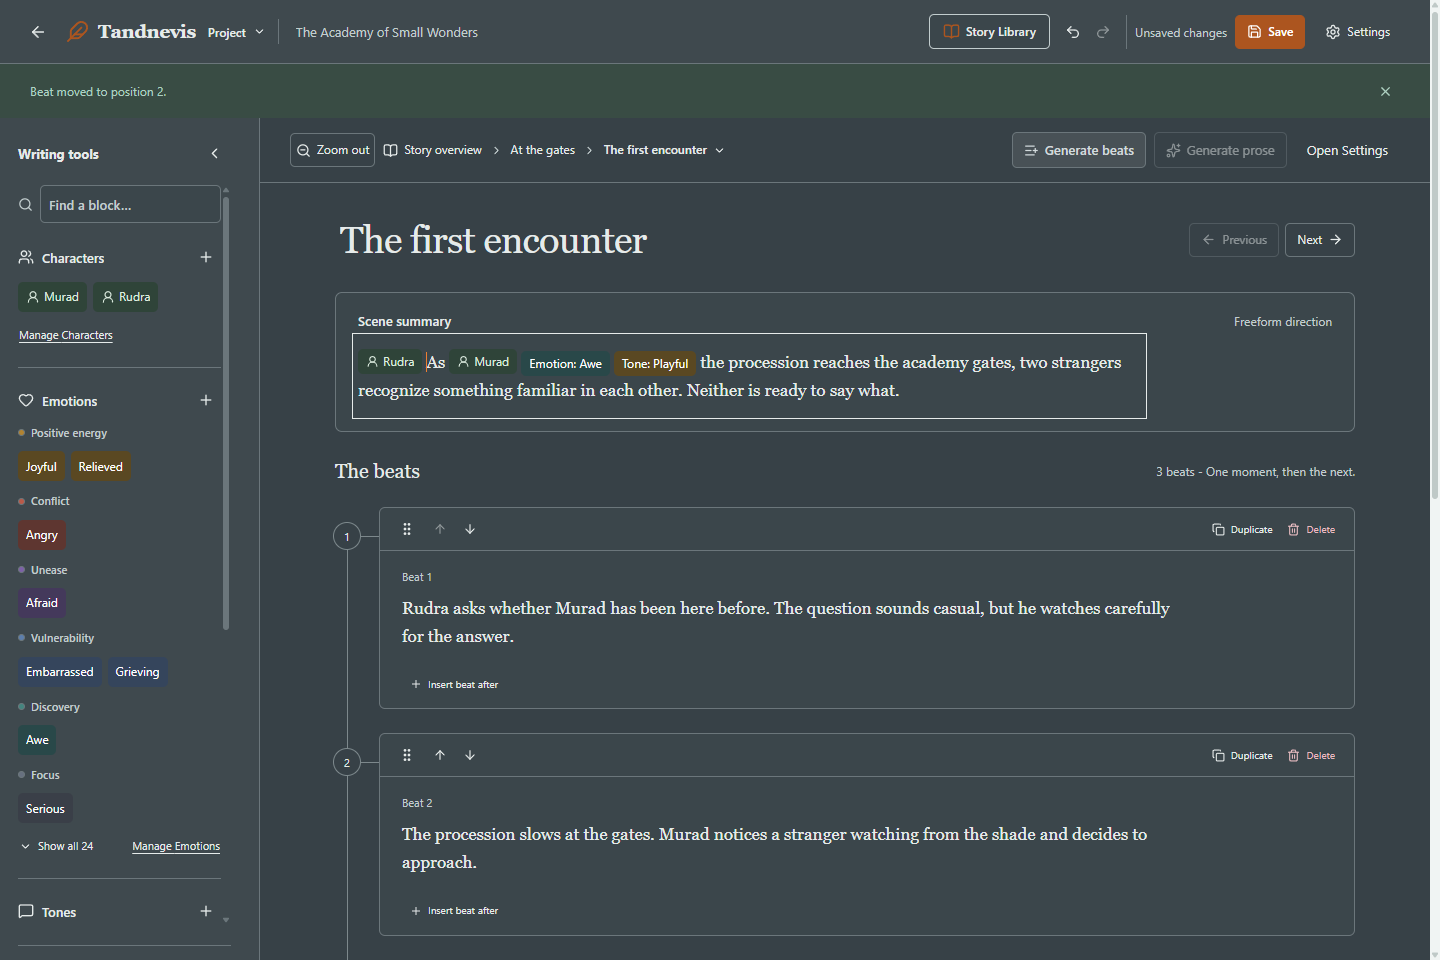 Tandnevis Project The Academy of Small Wonders Story Library Unsaved changes Save Settings
Beat moved to position 2.
Writing tools
Find a block...
Characters
Murad Rudra
Manage Characters
Emotions
Positive energy
Joyful Relieved
Conflict
Angry
Unease
Afraid
Vulnerability
Embarrassed Grieving
Discovery
Awe
Focus
Serious
Show all 24 Manage Emotions
Tones
Zoom out Story overview At the gates The first encounter Generate beats Generate prose Open Settings
The first encounter
Previous Next
Scene summary Freeform direction
Rudra As Murad Emotion: Awe Tone: Playful the procession reaches the academy gates, two strangers
recognize something familiar in each other. Neither is ready to say what.
The beats 3 beats - One moment, then the next.
1 Duplicate Delete
Beat 1
Rudra asks whether Murad has been here before. The question sounds casual, but he watches carefully
for the answer.
Insert beat after
2 Duplicate Delete
Beat 2
The procession slows at the gates. Murad notices a stranger watching from the shade and decides to
approach.
Insert beat after